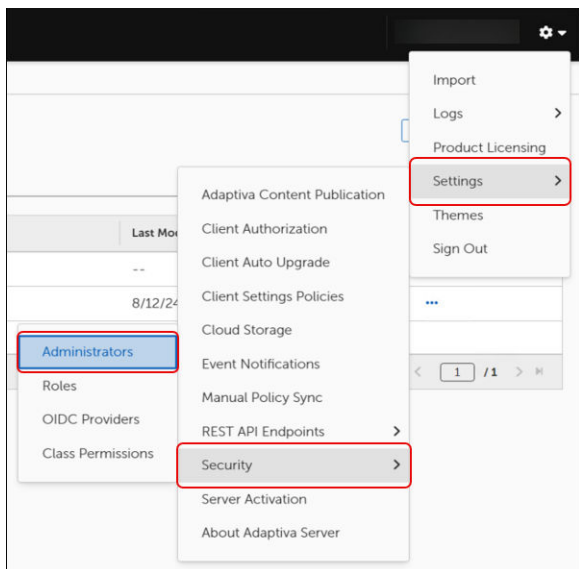 Import
Logs
Product Licensing
Settings
Themes
Sign Out
Adaptiva Content Publication
Client Authorization
Client Auto Upgrade
Client Settings Policies
Cloud Storage
Event Notifications
Manual Policy Sync
REST API Endpoints
Security
Server Activation
About Adaptiva Server
Last Mo
--
8/12/24
...
Administrators
Roles
OIDC Providers
Class Permissions
1 / 1